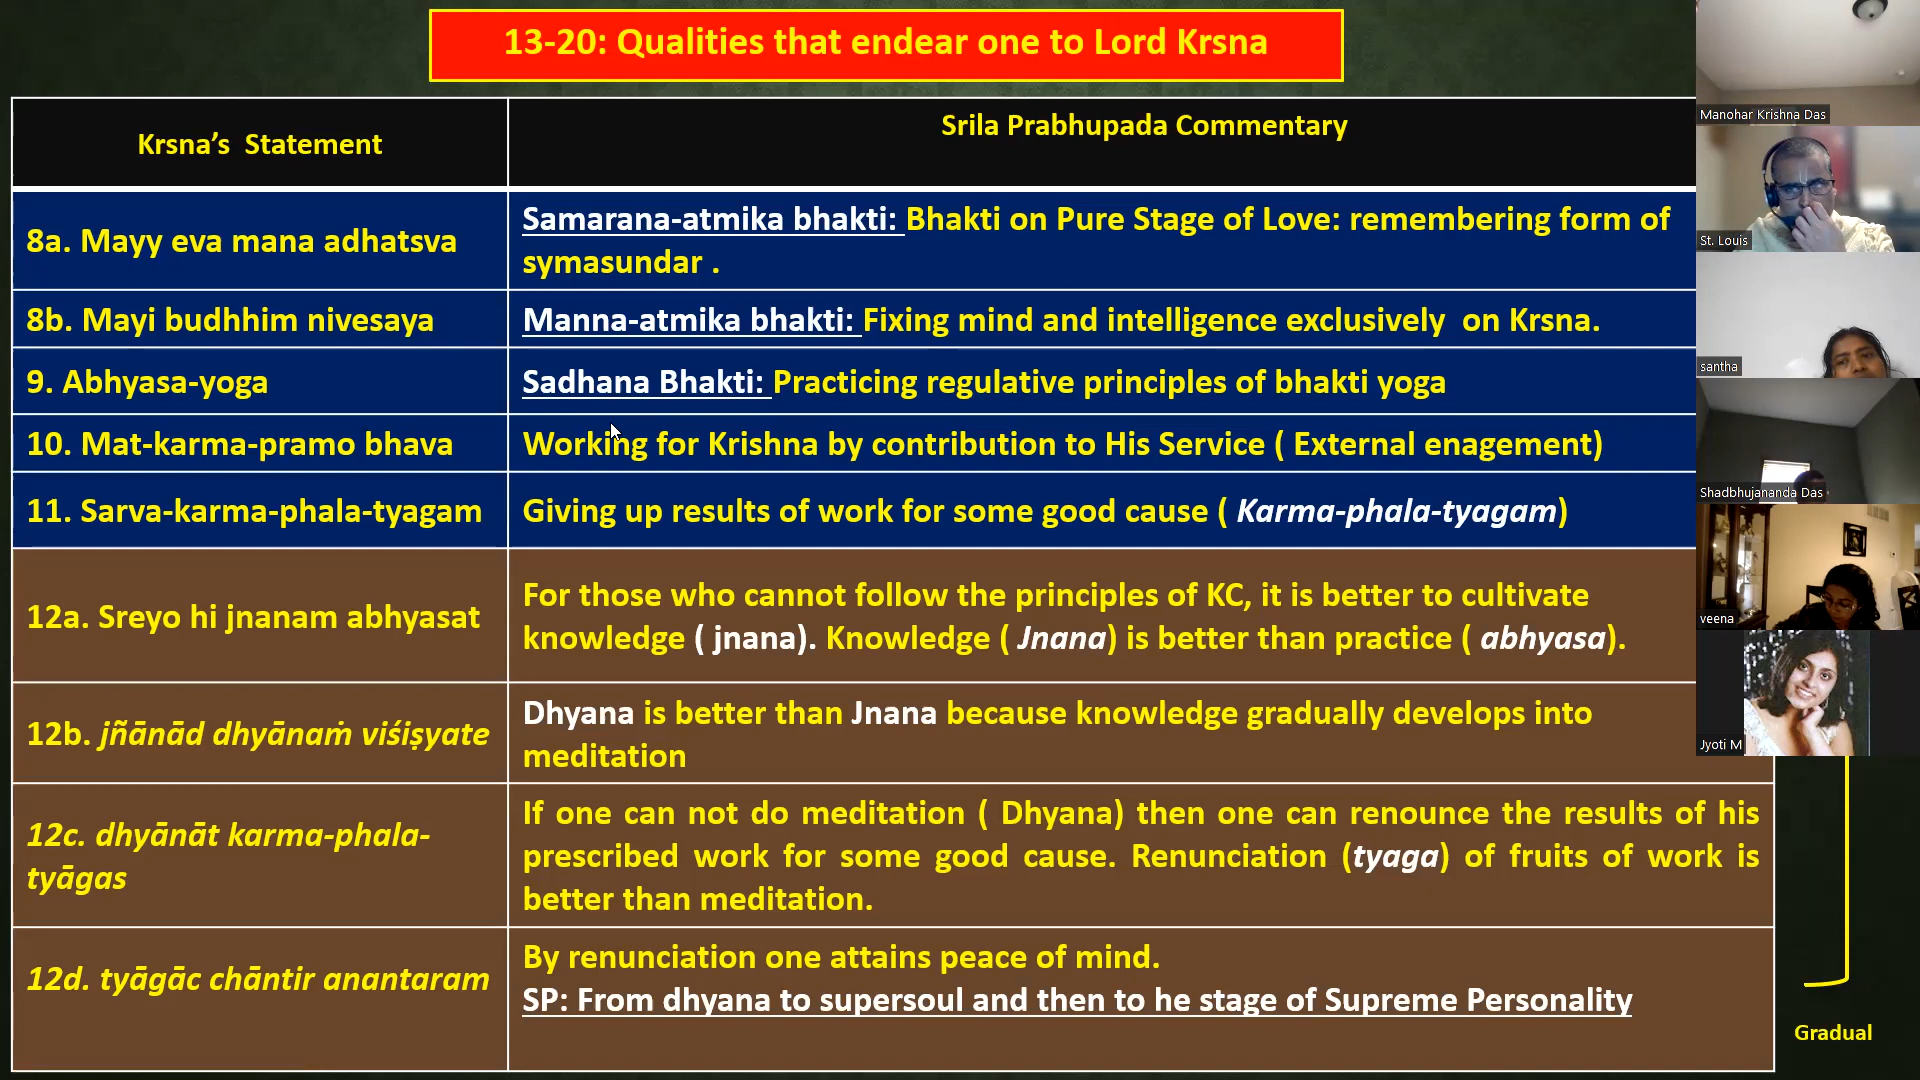 13-20: Qualities that endear one to Lord Krsna
Krsna’s Statement
Srila Prabhupada Commentary
8a. Mayy eva mana adhatsva
Samarana-atmika bhakti: Bhakti on Pure Stage of Love: remembering form of
symasundar .
8b. Mayi budhhim nivesaya
Manna-atmika bhakti: Fixing mind and intelligence exclusively on Krsna.
9. Abhyasa-yoga
Sadhana Bhakti: Practicing regulative principles of bhakti yoga
10. Mat-karma-pramo bhava
Working for Krishna by contribution to His Service ( External enagement)
11. Sarva-karma-phala-tyagam
Giving up results of work for some good cause ( Karma-phala-tyagam)
12a. Sreyo hi jnanam abhyasat
For those who cannot follow the principles of KC, it is better to cultivate
knowledge ( jnana). Knowledge ( Jnana) is better than practice ( abhyasa).
12b. jñānād dhyānaṁ viśiṣyate
Dhyana is better than Jnana because knowledge gradually develops into
meditation
12c. dhyānāt karma-phala-
tyāgas
If one can not do meditation ( Dhyana) then one can renounce the results of his
prescribed work for some good cause. Renunciation (tyaga) of fruits of work is
better than meditation.
12d. tyāgāc chāntir anantaram
By renunciation one attains peace of mind.
SP: From dhyana to supersoul and then to he stage of Supreme Personality
Gradual
Manohar Krishna Das
St. Louis
santha
Shadbhujananda Das
veena
Jyoti M